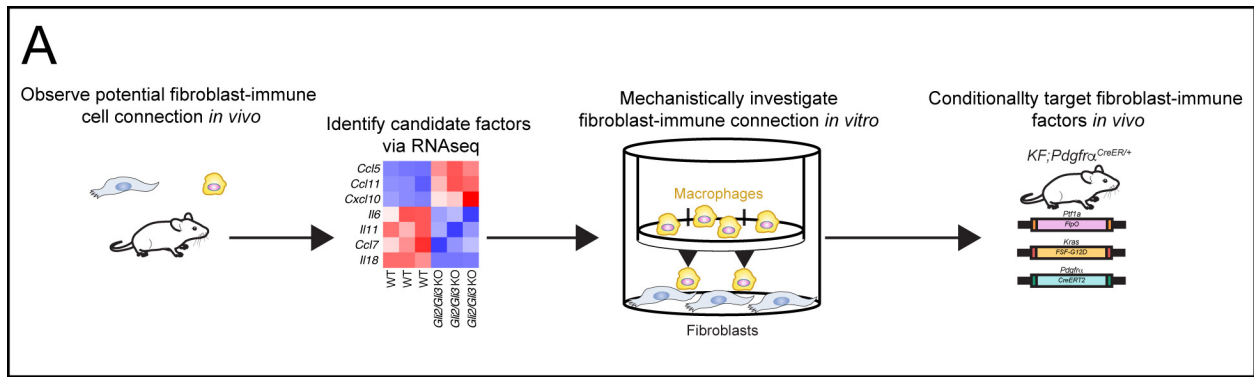 A
Observe potential fibroblast-immune
cell connection in vivo
Identify candidate factors
via RNAseq
Ccl5
Ccl11
Cxcl10
Il6
Il11
Ccl7
Il18
WT
WT
WT
Gli2/Gli3 KO
Gli2/Gli3 KO
Gli2/Gli3 KO
Mechanistically investigate
fibroblast-immune connection in vitro
Macrophages
Fibroblasts
Conditionallty target fibroblast-immune
factors in vivo
KF;Pdgfrα^CreER/+
Ptf1a
FlpO
Kras
FSF-G12D
Pdgfrα
CreERT2